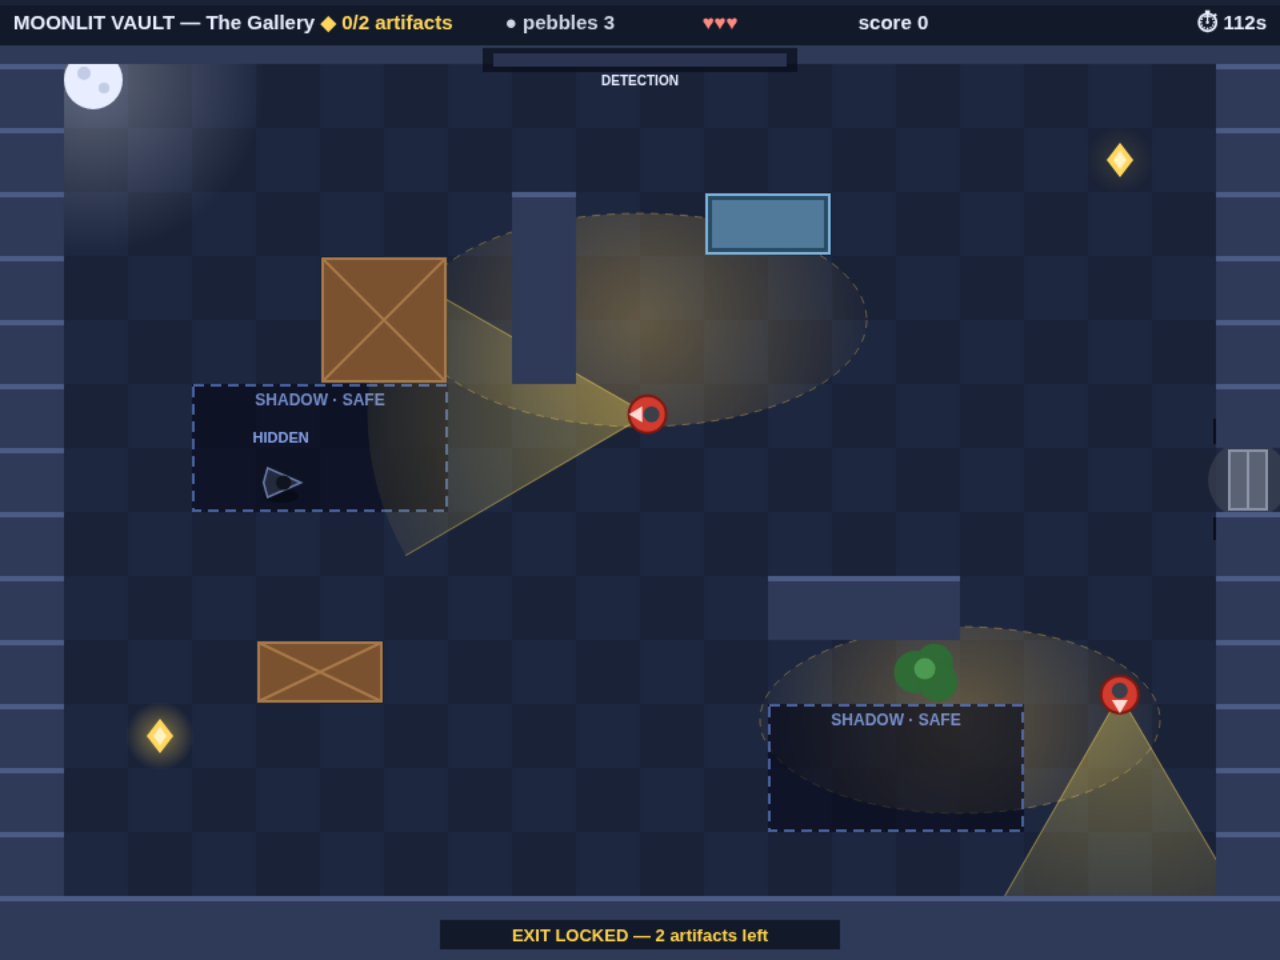 MOONLIT VAULT — The Gallery ◆ 0/2 artifacts ● pebbles 3 ♥♥♥ score 0 ⏱ 112s
DETECTION
SHADOW · SAFE
HIDDEN
SHADOW · SAFE
EXIT LOCKED — 2 artifacts left